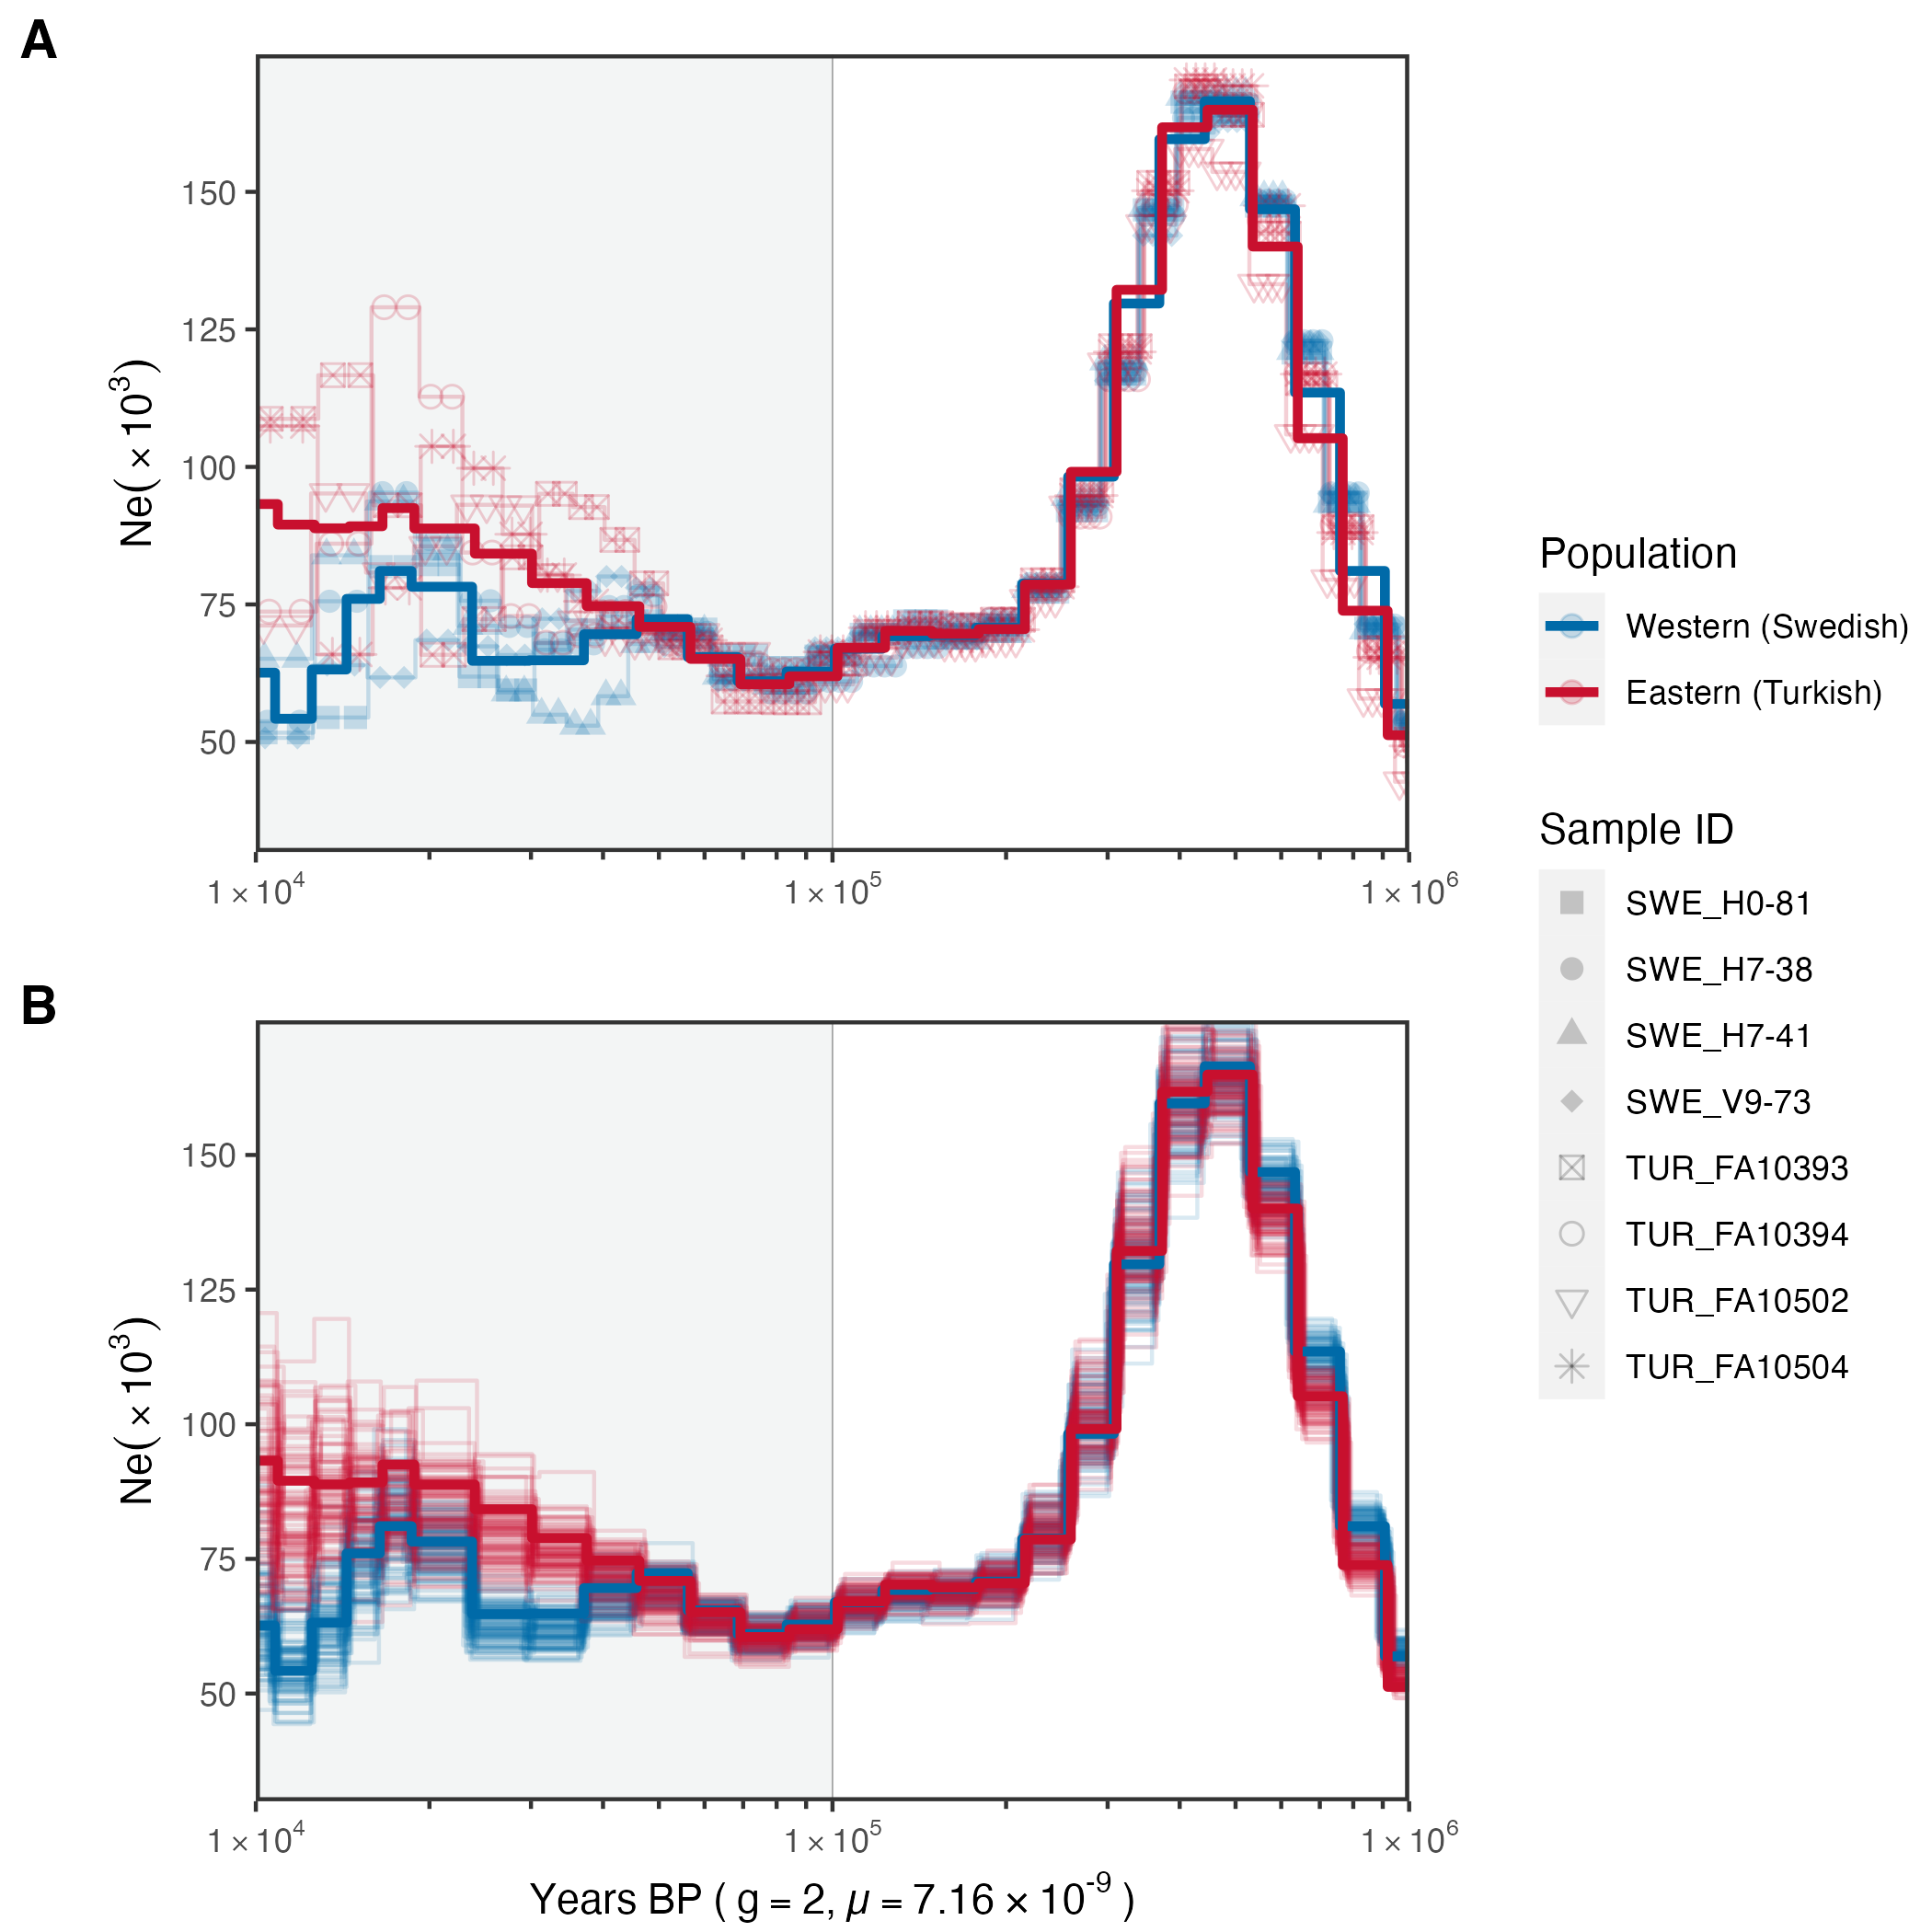 A
Ne( × 10³)
150
125
100
75
50
1 × 10⁴
1 × 10⁵
1 × 10⁶
B
Ne( × 10³)
150
125
100
75
50
1 × 10⁴
1 × 10⁵
1 × 10⁶
Years BP ( g = 2, μ = 7.16 × 10⁻⁹ )
Population
Western (Swedish)
Eastern (Turkish)
Sample ID
SWE_H0-81
SWE_H7-38
SWE_H7-41
SWE_V9-73
TUR_FA10393
TUR_FA10394
TUR_FA10502
TUR_FA10504